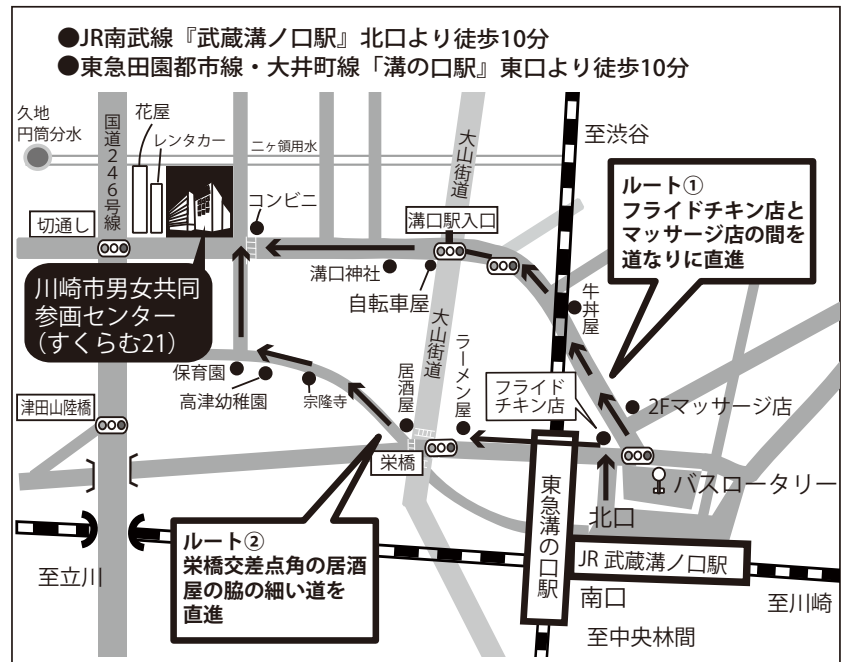 ●JR南武線『武蔵溝ノ口駅』北口より徒歩10分
●東急田園都市線・大井町線「溝の口駅』東口より徒歩10分
久地
円筒分水
国道246号線
花屋
レンタカー
二ヶ領用水
大山街道
至渋谷
コンビニ
溝口駅入口
切通し
ルート①
フライドチキン店と
マッサージ店の間を
道なりに直進
川崎市男女共同
参画センター
(すくらむ21)
溝口神社
自転車屋
牛丼屋
大山街道
ラーメン屋
居酒屋
保育園
高津幼稚園
宗隆寺
フライド
チキン店
2Fマッサージ店
津田山陸橋
栄橋
バスロータリー
北口
東急溝の口駅
ルート②
栄橋交差点角の居酒
屋の脇の細い道を
直進
JR 武蔵溝ノ口駅
至立川
南口
至川崎
至中央林間